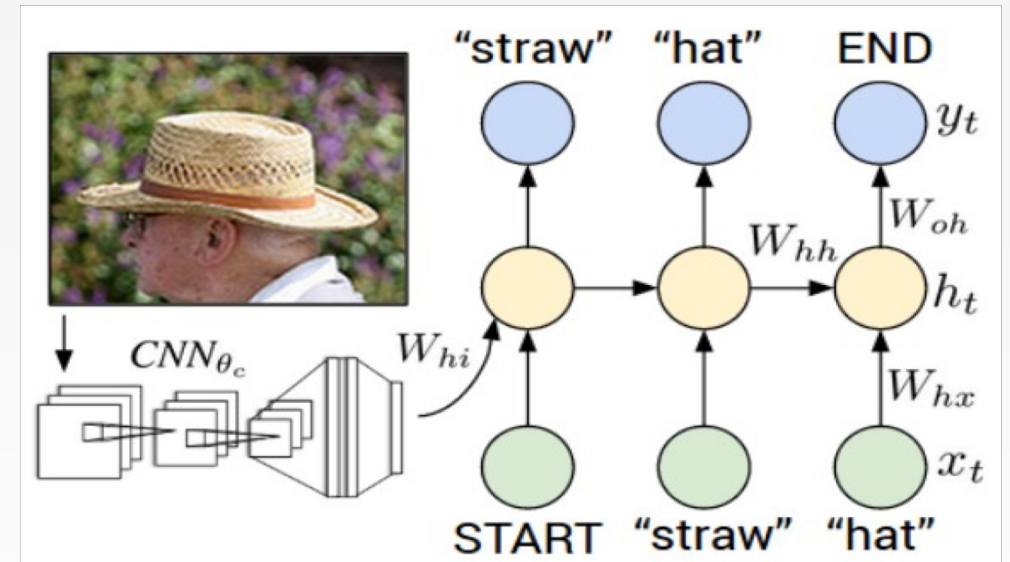 “straw” “hat” END
y_t
W_oh
W_hh
h_t
CNN_θc
W_hi
W_hx
x_t
START “straw” “hat”